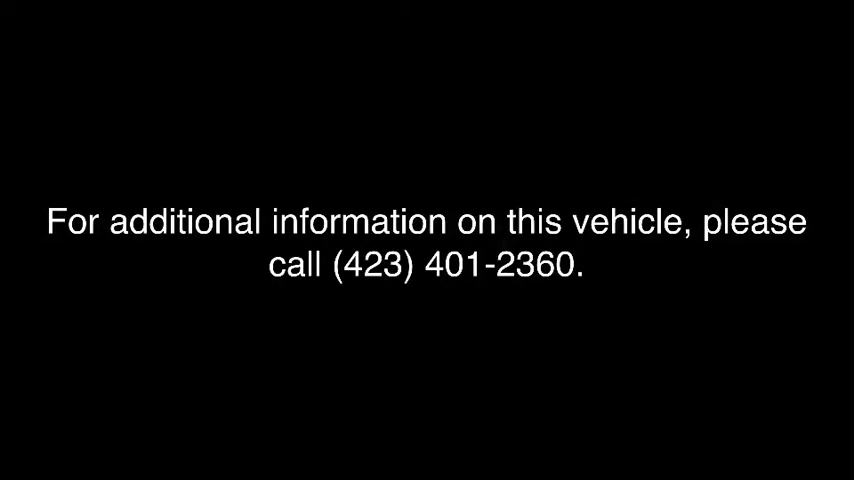 For additional information on this vehicle, please
call (423) 401-2360.